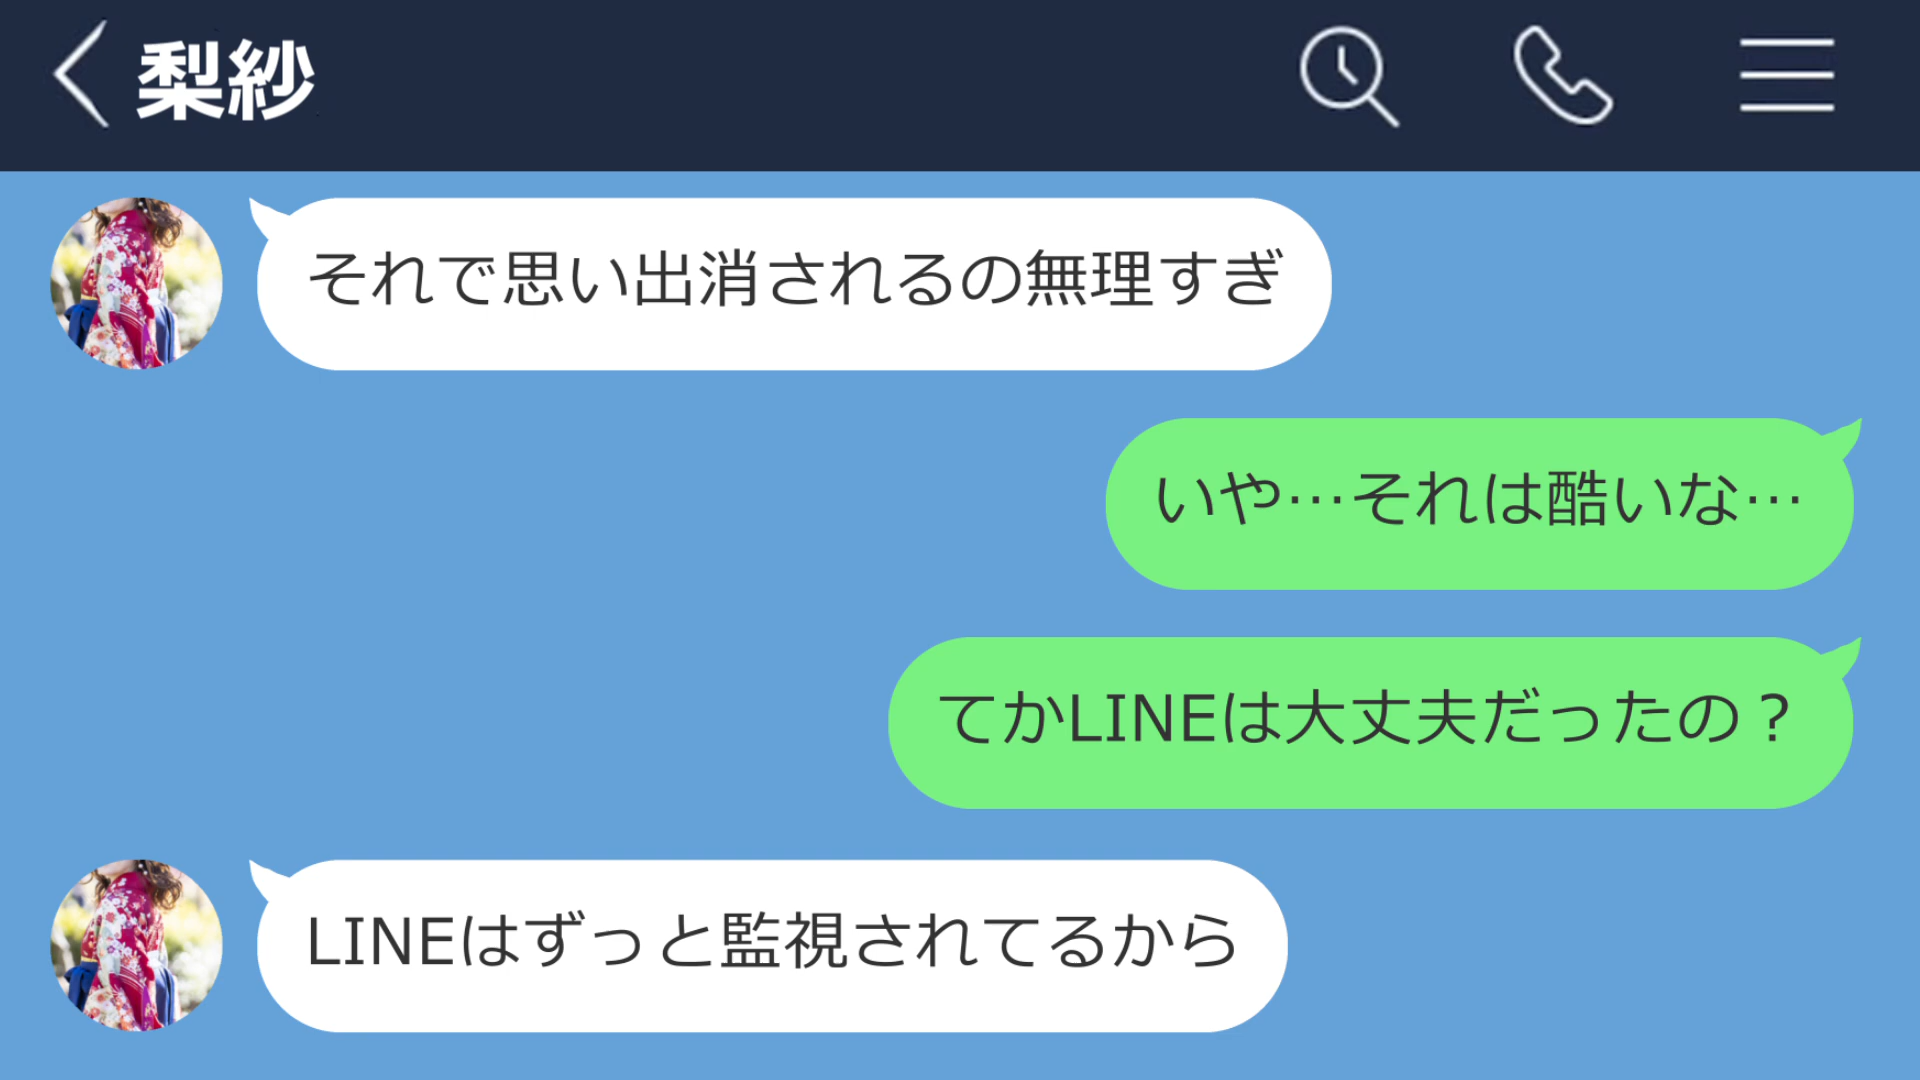 梨紗
それで思い出消されるの無理すぎ
いや…それは酷いな…
てかLINEは大丈夫だったの？
LINEはずっと監視されてるから